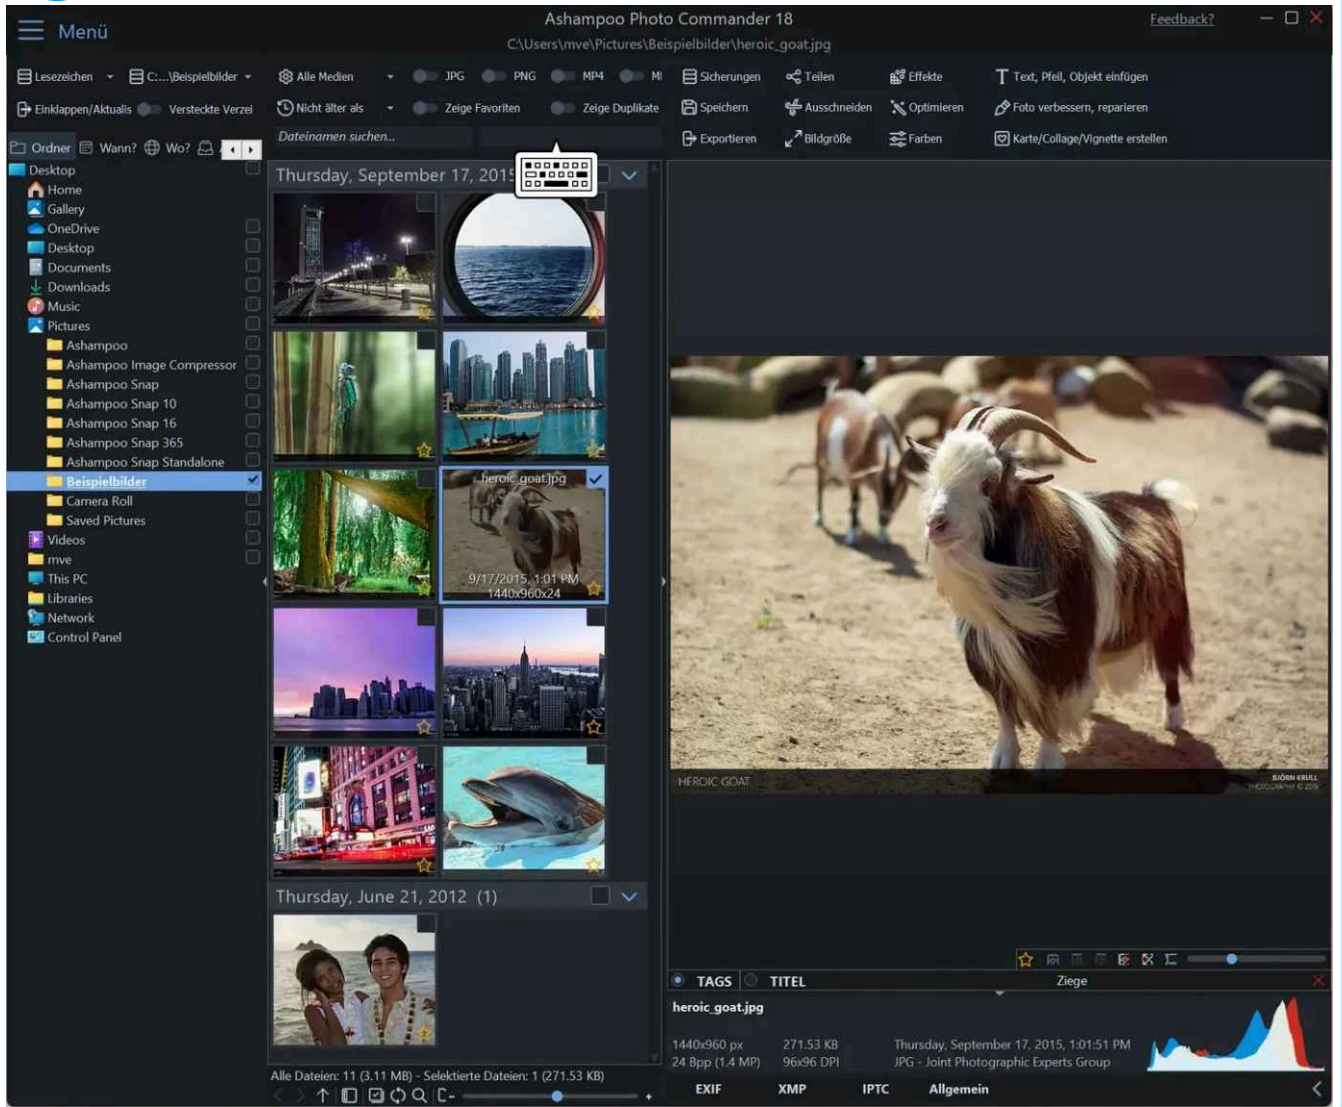 Menü
Ashampoo Photo Commander 18
C:\Users\mve\Pictures\Beispielbilder\heroic_goat.jpg
Feedback?
Lesezeichen
C:...\Beispielbilder
Alle Medien
JPG
PNG
MP4
Sicherungen
Teilen
Effekte
Text, Pfeil, Objekt einfügen
Einklappen/Aktualis
Versteckte Verzei
Nicht älter als
Zeige Favoriten
Zeige Duplikate
Speichern
Ausschneiden
Optimieren
Foto verbessern, reparieren
Dateinamen suchen...
Exportieren
Bildgröße
Farben
Karte/Collage/Vignette erstellen
Ordner
Wann?
Wo?
Desktop
Home
Gallery
OneDrive
Desktop
Documents
Downloads
Music
Pictures
Ashampoo
Ashampoo Image Compressor
Ashampoo Snap
Ashampoo Snap 10
Ashampoo Snap 16
Ashampoo Snap 365
Ashampoo Snap Standalone
Beispielbilder
Camera Roll
Saved Pictures
Videos
mve
This PC
Libraries
Network
Control Panel
Thursday, September 17, 2015
heroic_goat.jpg
9/17/2015, 1:01 PM
1440x960x24
Thursday, June 21, 2012 (1)
Alle Dateien: 11 (3.11 MB) - Selektierte Dateien: 1 (271.53 KB)
HEROIC GOAT
BJÖRN KRULL
PHOTOGRAPHY © 2015
TAGS
TITEL
Ziege
heroic_goat.jpg
1440x960 px
271.53 KB
Thursday, September 17, 2015, 1:01:51 PM
24 Bpp (1.4 MP)
96x96 DPI
JPG - Joint Photographic Experts Group
EXIF
XMP
IPTC
Allgemein